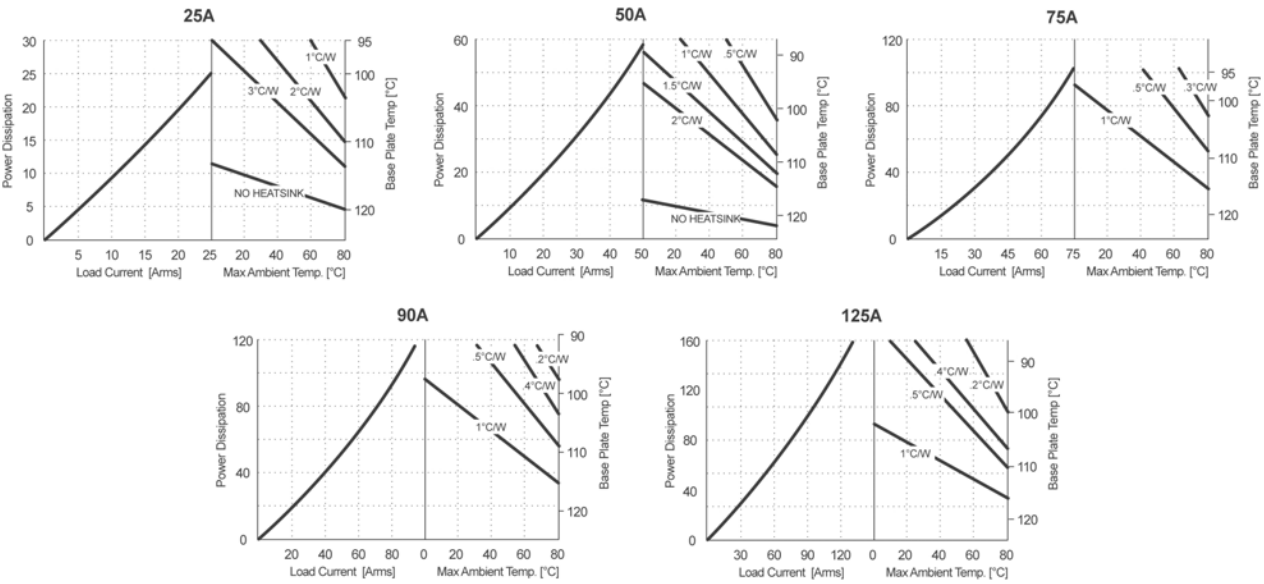 25A
30
25
20
15
10
5
0
Power Dissipation
1°C/W
2°C/W
3°C/W
NO HEATSINK
95
100
110
120
Base Plate Temp [°C]
5 10 15 20 25 20 40 60 80
Load Current [Arms] Max Ambient Temp. [°C]
50A
60
40
20
0
Power Dissipation
1°C/W
.5°C/W
1.5°C/W
2°C/W
NO HEATSINK
90
100
110
120
Base Plate Temp [°C]
10 20 30 40 50 20 40 60 80
Load Current [Arms] Max Ambient Temp. [°C]
75A
120
80
40
0
Power Dissipation
.5°C/W
.3°C/W
1°C/W
95
100
110
120
Base Plate Temp [°C]
15 30 45 60 75 20 40 60 80
Load Current [Arms] Max Ambient Temp. [°C]
90A
120
80
40
0
Power Dissipation
.5°C/W
.2°C/W
.4°C/W
1°C/W
90
100
110
120
Base Plate Temp [°C]
20 40 60 80 0 20 40 60 80
Load Current [Arms] Max Ambient Temp. [°C]
125A
160
120
80
40
0
Power Dissipation
.4°C/W
.2°C/W
.5°C/W
1°C/W
90
100
110
120
Base Plate Temp [°C]
30 60 90 120 0 20 40 60 80
Load Current [Arms] Max Ambient Temp. [°C]